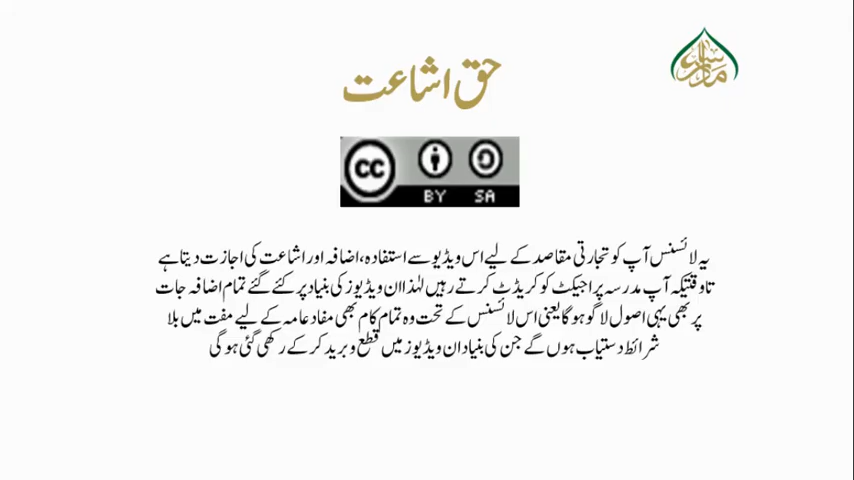 حق اشاعت
مدرسہ
cc BY SA
یہ لائسنس آپ کو تجارتی مقاصد کے لیے اس ویڈیو سے استفادہ، اضافہ اور اشاعت کی اجازت دیتا ہے
تاوقتیکہ آپ مدرسہ پراجیکٹ کو کریڈٹ کرتے رہیں لہٰذا ان ویڈیوز کی بنیاد پر کئے گئے تمام اضافہ جات
پر بھی یہی اصول لاگو ہوگا یعنی اس لائسنس کے تحت وہ تمام کام بھی مفاد عامہ کے لیے مفت میں بلا
شرائط دستیاب ہوں گے جن کی بنیاد ان ویڈیوز میں قطع و برید کر کے رکھی گئی ہوگی